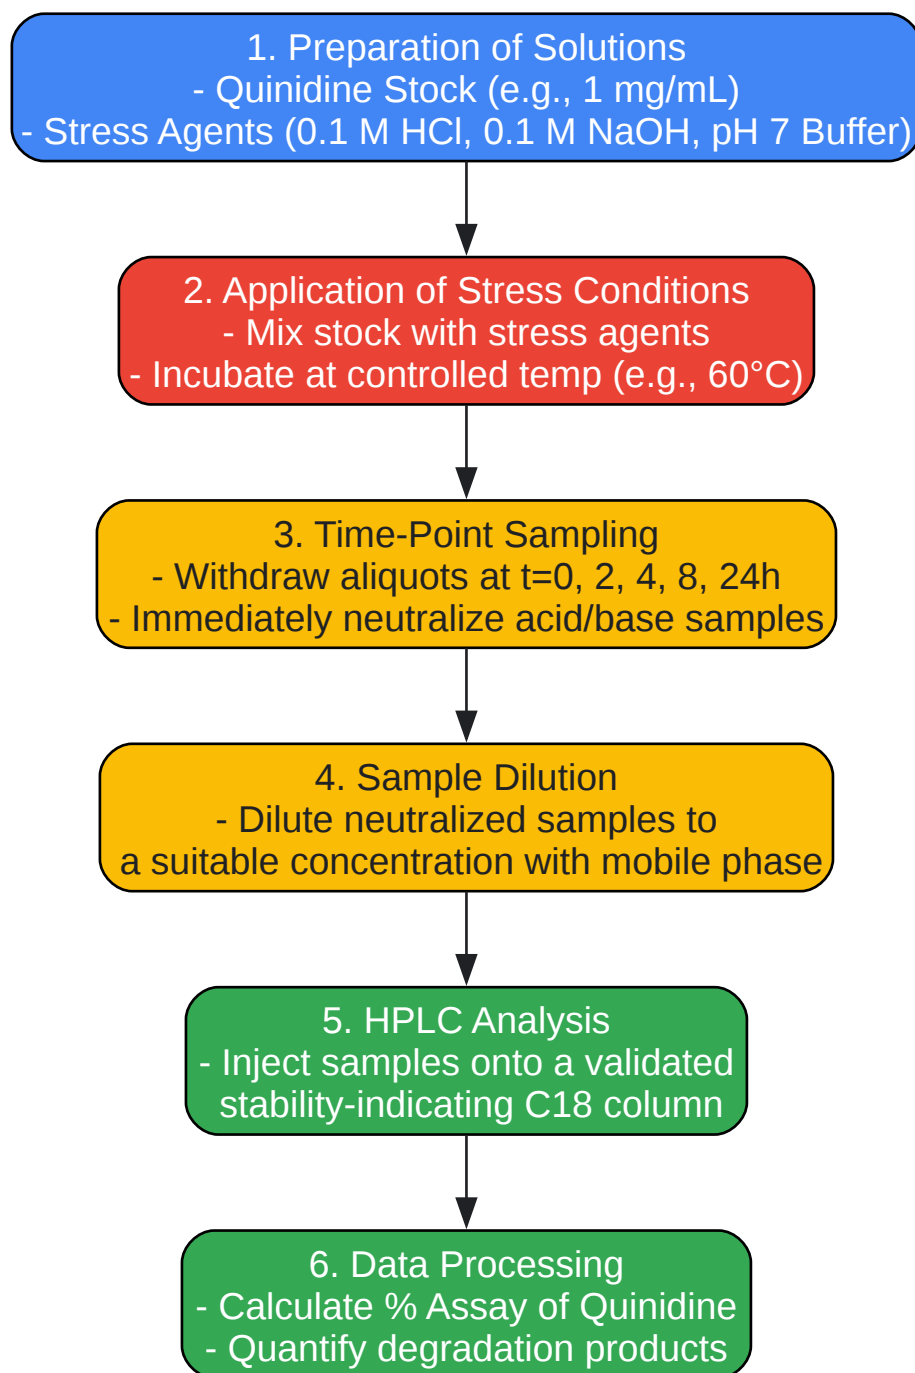 1. Preparation of Solutions
- Quinidine Stock (e.g., 1 mg/mL)
- Stress Agents (0.1 M HCl, 0.1 M NaOH, pH 7 Buffer)
2. Application of Stress Conditions
- Mix stock with stress agents
- Incubate at controlled temp (e.g., 60°C)
3. Time-Point Sampling
- Withdraw aliquots at t=0, 2, 4, 8, 24h
- Immediately neutralize acid/base samples
4. Sample Dilution
- Dilute neutralized samples to
a suitable concentration with mobile phase
5. HPLC Analysis
- Inject samples onto a validated
stability-indicating C18 column
6. Data Processing
- Calculate % Assay of Quinidine
- Quantify degradation products